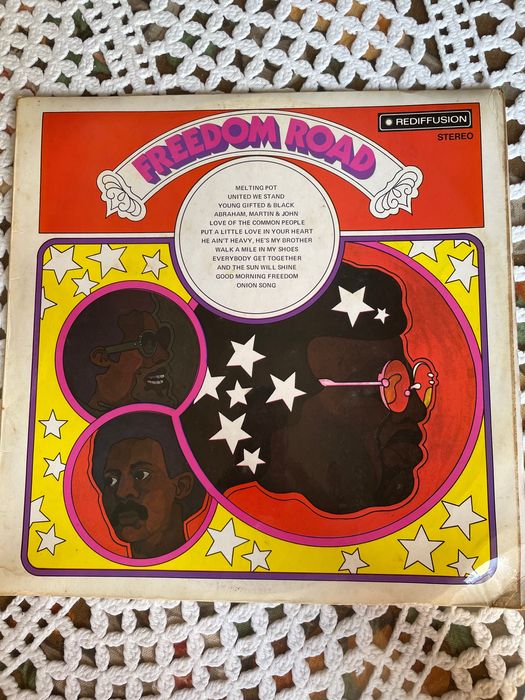 REDIFFUSION
STEREO
FREEDOM ROAD
MELTING POT
UNITED WE STAND
YOUNG GIFTED & BLACK
ABRAHAM, MARTIN & JOHN
LOVE OF THE COMMON PEOPLE
PUT A LITTLE LOVE IN YOUR HEART
HE AIN'T HEAVY, HE'S MY BROTHER
WALK A MILE IN MY SHOES
EVERYBODY GET TOGETHER
AND THE SUN WILL SHINE
GOOD MORNING FREEDOM
ONION SONG